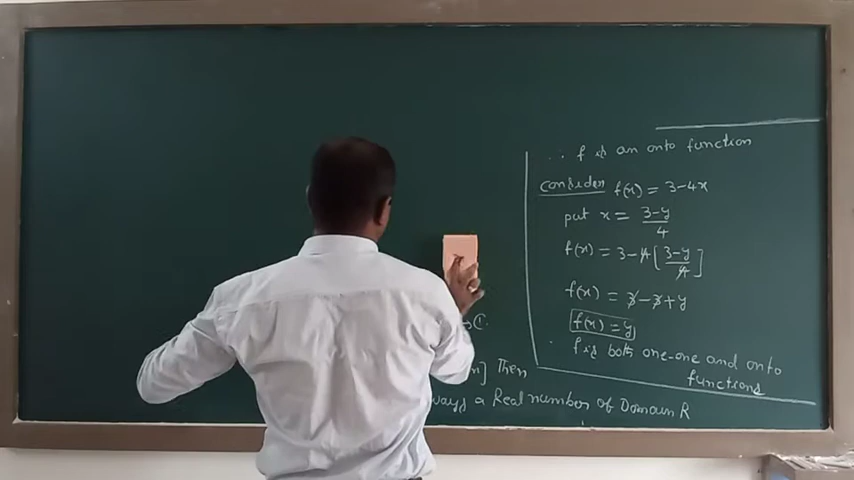 ∴ f is an onto function
Consider f(x) = 3-4x
put x = 3-y/4
f(x) = 3-4[3-y/4]
f(x) = 3-3+y
f(x) = y
∴ f is both one-one and onto
functions
] Then
a Real number of Domain R